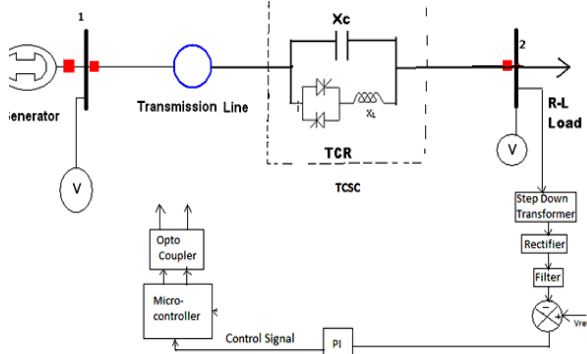 1
2
Xc
V
enerator
Transmission Line
XL
TCR
TCSC
R-L
Load
V
Step Down
Transformer
Rectifier
Filter
Opto
Coupler
Micro-
controller
Control Signal
PI
-
+
Vre